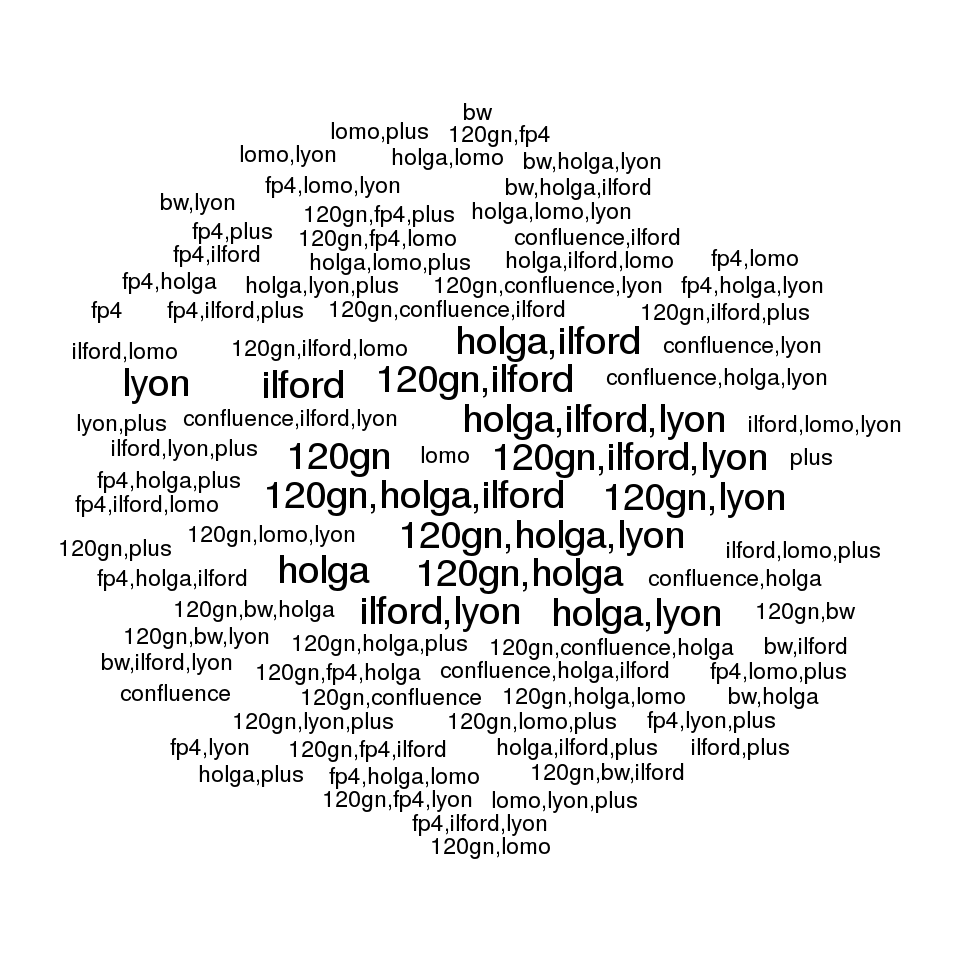 bw
lomo,plus 120gn,fp4
lomo,lyon holga,lomo bw,holga,lyon
fp4,lomo,lyon bw,holga,ilford
bw,lyon 120gn,fp4,plus holga,lomo,lyon
fp4,plus 120gn,fp4,lomo confluence,ilford
fp4,ilford holga,lomo,plus holga,ilford,lomo fp4,lomo
fp4,holga holga,lyon,plus 120gn,confluence,lyon fp4,holga,lyon
fp4 fp4,ilford,plus 120gn,confluence,ilford 120gn,ilford,plus
ilford,lomo 120gn,ilford,lomo holga,ilford confluence,lyon
lyon ilford 120gn,ilford confluence,holga,lyon
lyon,plus confluence,ilford,lyon holga,ilford,lyon ilford,lomo,lyon
ilford,lyon,plus 120gn lomo 120gn,ilford,lyon plus
fp4,holga,plus
fp4,ilford,lomo 120gn,holga,ilford 120gn,lyon
120gn,plus 120gn,lomo,lyon 120gn,holga,lyon ilford,lomo,plus
fp4,holga,ilford holga 120gn,holga confluence,holga
120gn,bw,holga ilford,lyon holga,lyon 120gn,bw
120gn,bw,lyon 120gn,holga,plus 120gn,confluence,holga bw,ilford
bw,ilford,lyon 120gn,fp4,holga confluence,holga,ilford fp4,lomo,plus
confluence 120gn,confluence 120gn,holga,lomo bw,holga
120gn,lyon,plus 120gn,lomo,plus fp4,lyon,plus
fp4,lyon 120gn,fp4,ilford holga,ilford,plus ilford,plus
holga,plus fp4,holga,lomo 120gn,bw,ilford
120gn,fp4,lyon lomo,lyon,plus
fp4,ilford,lyon
120gn,lomo